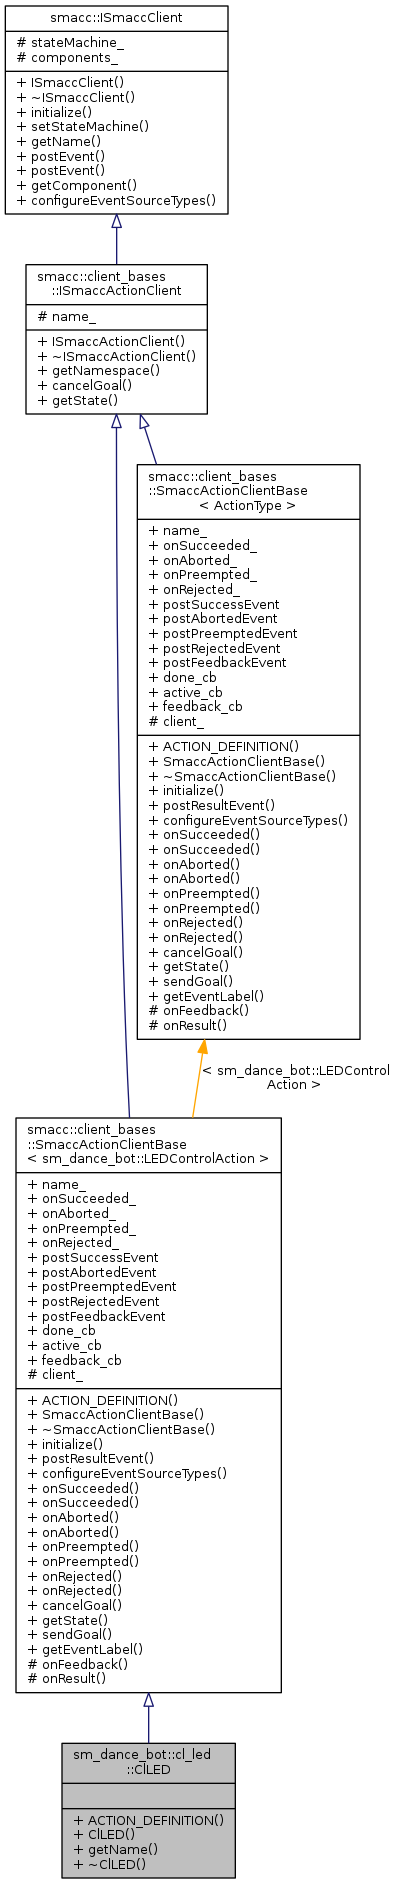 smacc::ISmaccClient
# stateMachine_
# components_
+ ISmaccClient()
+ ~ISmaccClient()
+ initialize()
+ setStateMachine()
+ getName()
+ postEvent()
+ postEvent()
+ getComponent()
+ configureEventSourceTypes()
smacc::client_bases
::ISmaccActionClient
# name_
+ ISmaccActionClient()
+ ~ISmaccActionClient()
+ getNamespace()
+ cancelGoal()
+ getState()
smacc::client_bases
::SmaccActionClientBase
< ActionType >
+ name_
+ onSucceeded_
+ onAborted_
+ onPreempted_
+ onRejected_
+ postSuccessEvent
+ postAbortedEvent
+ postPreemptedEvent
+ postRejectedEvent
+ postFeedbackEvent
+ done_cb
+ active_cb
+ feedback_cb
# client_
+ ACTION_DEFINITION()
+ SmaccActionClientBase()
+ ~SmaccActionClientBase()
+ initialize()
+ postResultEvent()
+ configureEventSourceTypes()
+ onSucceeded()
+ onSucceeded()
+ onAborted()
+ onAborted()
+ onPreempted()
+ onPreempted()
+ onRejected()
+ onRejected()
+ cancelGoal()
+ getState()
+ sendGoal()
+ getEventLabel()
# onFeedback()
# onResult()
< sm_dance_bot::LEDControl
Action >
smacc::client_bases
::SmaccActionClientBase
< sm_dance_bot::LEDControlAction >
+ name_
+ onSucceeded_
+ onAborted_
+ onPreempted_
+ onRejected_
+ postSuccessEvent
+ postAbortedEvent
+ postPreemptedEvent
+ postRejectedEvent
+ postFeedbackEvent
+ done_cb
+ active_cb
+ feedback_cb
# client_
+ ACTION_DEFINITION()
+ SmaccActionClientBase()
+ ~SmaccActionClientBase()
+ initialize()
+ postResultEvent()
+ configureEventSourceTypes()
+ onSucceeded()
+ onSucceeded()
+ onAborted()
+ onAborted()
+ onPreempted()
+ onPreempted()
+ onRejected()
+ onRejected()
+ cancelGoal()
+ getState()
+ sendGoal()
+ getEventLabel()
# onFeedback()
# onResult()
sm_dance_bot::cl_led
::ClLED
+ ACTION_DEFINITION()
+ ClLED()
+ getName()
+ ~ClLED()